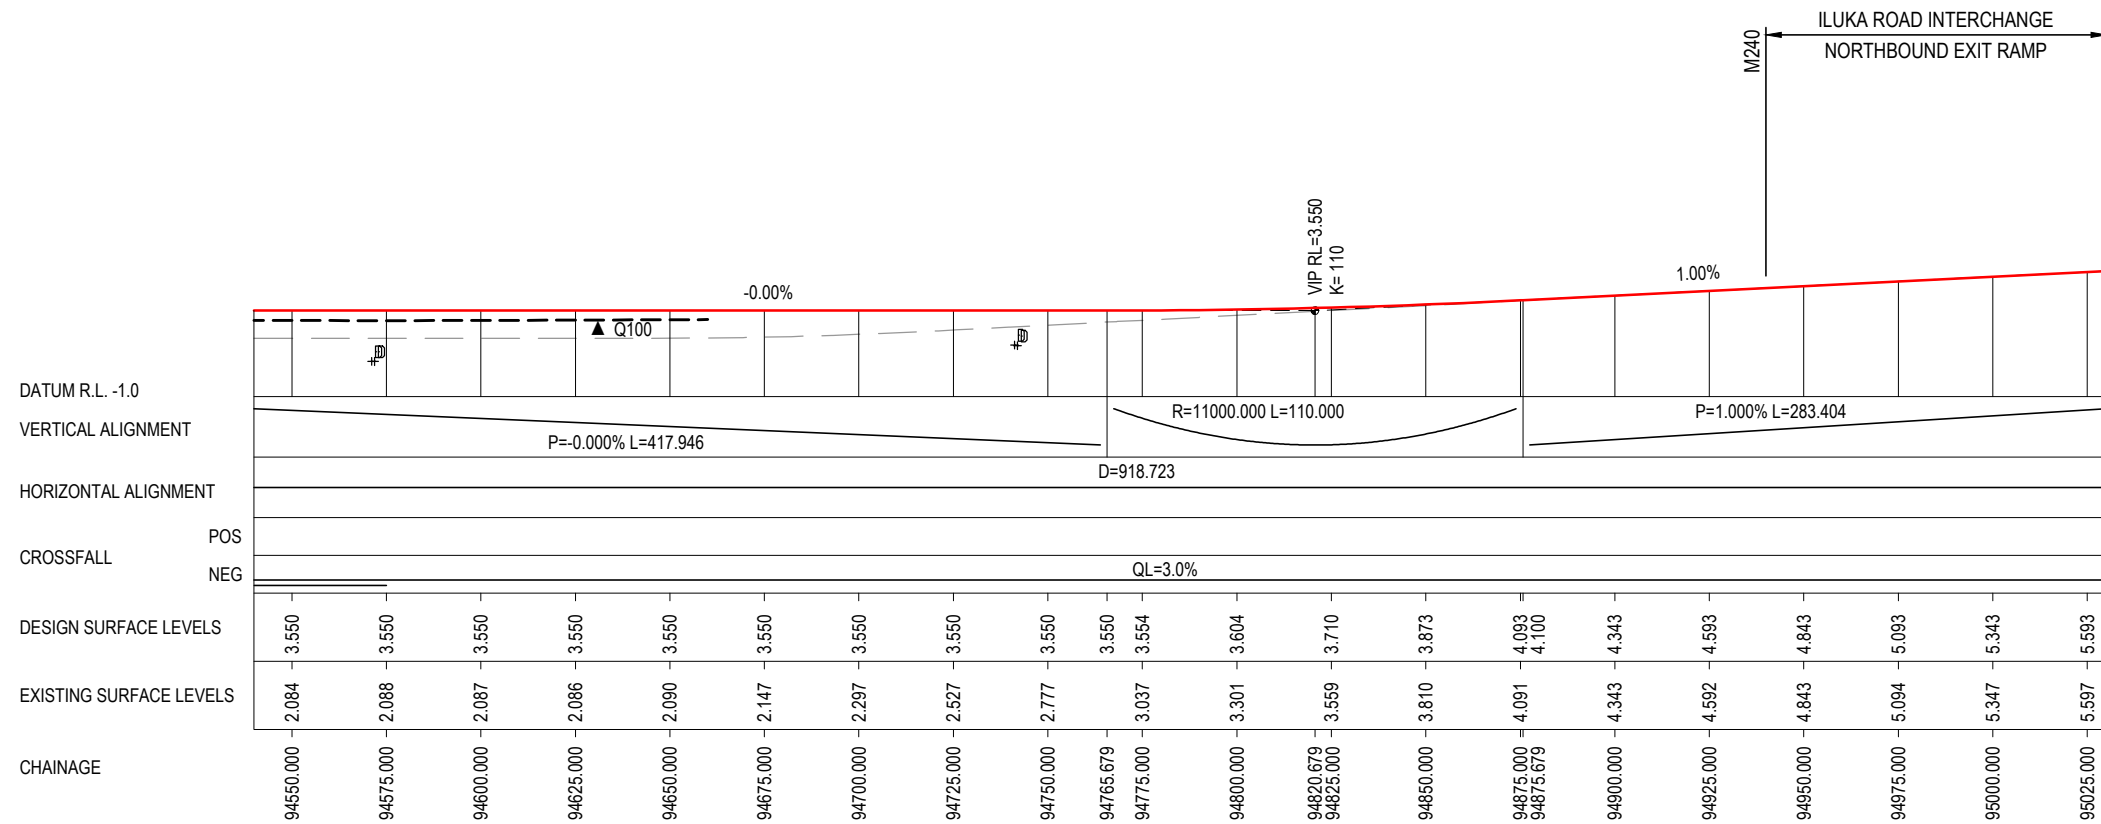 ILUKA ROAD INTERCHANGE
NORTHBOUND EXIT RAMP
M240
VIP RL=3.550
K= 110
-0.00%
1.00%
Q100
DATUM R.L. -1.0
VERTICAL ALIGNMENT
P=-0.000% L=417.946
R=11000.000 L=110.000
P=1.000% L=283.404
HORIZONTAL ALIGNMENT
D=918.723
CROSSFALL
POS
NEG
QL=3.0%
DESIGN SURFACE LEVELS
3.550 3.550 3.550 3.550 3.550 3.550 3.550 3.550 3.550 3.550 3.554 3.604 3.710 3.873 4.093 4.100 4.343 4.593 4.843 5.093 5.343 5.593
EXISTING SURFACE LEVELS
2.084 2.088 2.087 2.086 2.090 2.147 2.297 2.527 2.777 3.037 3.301 3.559 3.810 4.091 4.343 4.592 4.843 5.094 5.347 5.597
CHAINAGE
94550.000 94575.000 94600.000 94625.000 94650.000 94675.000 94700.000 94725.000 94750.000 94765.679 94775.000 94800.000 94820.679 94825.000 94850.000 94875.000 94875.679 94900.000 94925.000 94950.000 94975.000 95000.000 95025.000